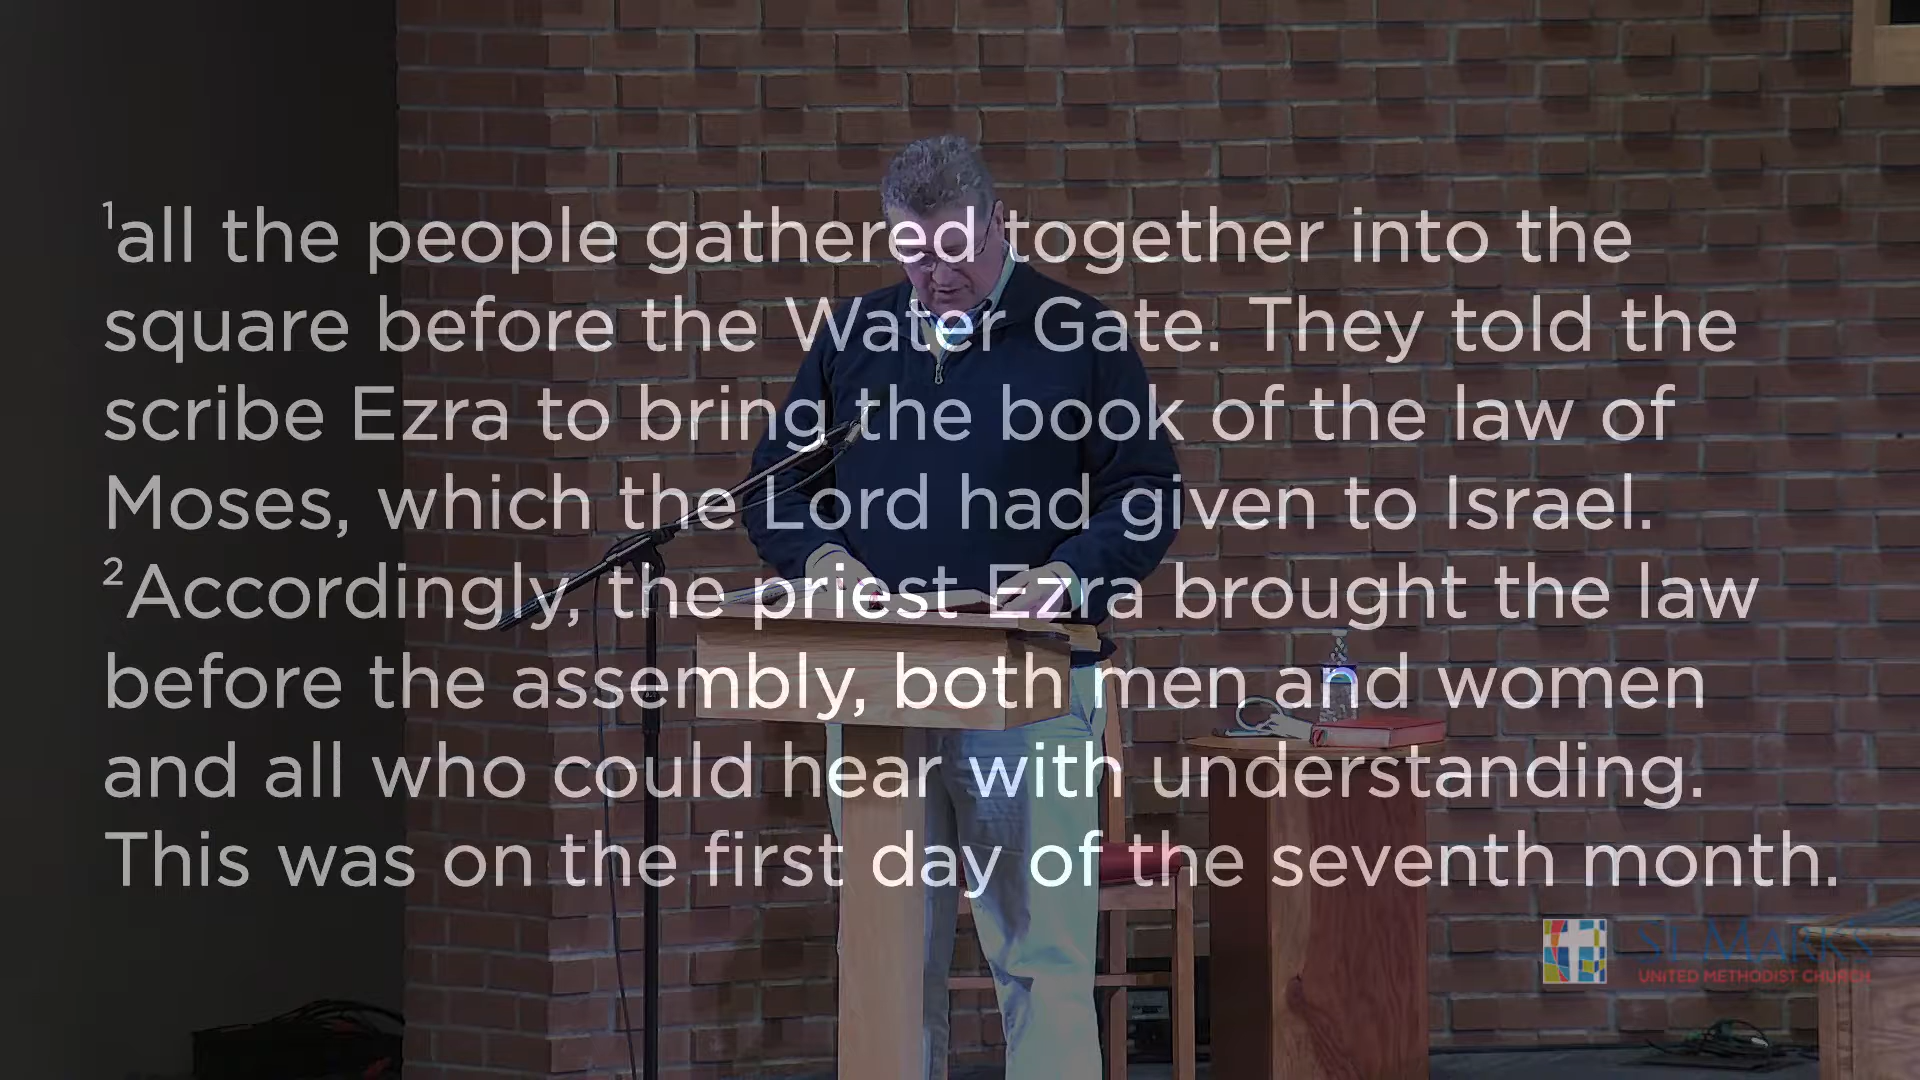 ¹all the people gathered together into the
square before the Water Gate. They told the
scribe Ezra to bring the book of the law of
Moses, which the Lord had given to Israel.
²Accordingly, the priest Ezra brought the law
before the assembly, both men and women
and all who could hear with understanding.
This was on the first day of the seventh month.
St. Mark's
UNITED METHODIST CHURCH